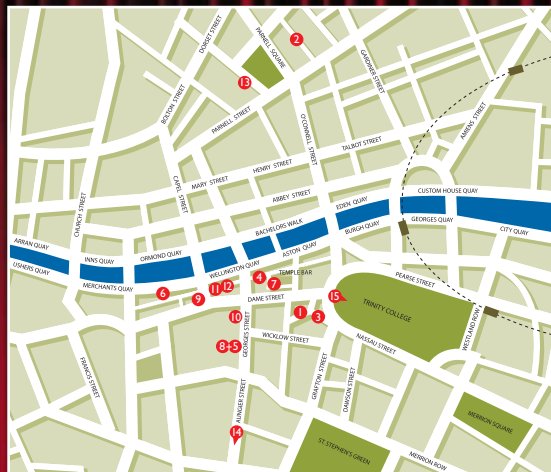 DORSET STREET
PARNELL SQUARE
2
GARDINER STREET
13
BOLTON STREET
PARNELL STREET
O'CONNELL STREET
AMIENS STREET
TALBOT STREET
HENRY STREET
MARY STREET
CAPEL STREET
ABBEY STREET
CHURCH STREET
CUSTOM HOUSE QUAY
EDEN QUAY
BACHELORS WALK
GEORGES QUAY
BURGH QUAY
CITY QUAY
ARRAN QUAY
INNS QUAY
ORMOND QUAY
ASTON QUAY
USHERS QUAY
MERCHANTS QUAY
WELLINGTON QUAY
TEMPLE BAR
PEARSE STREET
4
7
6
9
11
12
DAME STREET
15
TRINITY COLLEGE
10
1
3
GEORGES STREET
WICKLOW STREET
NASSAU STREET
WESTLAND ROW
8+5
FRANCIS STREET
GRAFTON STREET
DAWSON STREET
AUNGIER STREET
MERRION SQUARE
14
ST. STEPHEN'S GREEN
MERRION ROW